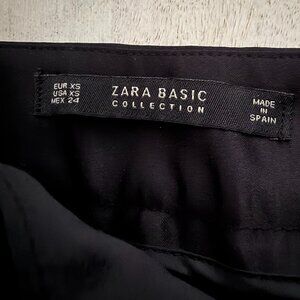 EUR XS
USA XS
MEX 24
ZARA BASIC
COLLECTION
MADE
IN
SPAIN